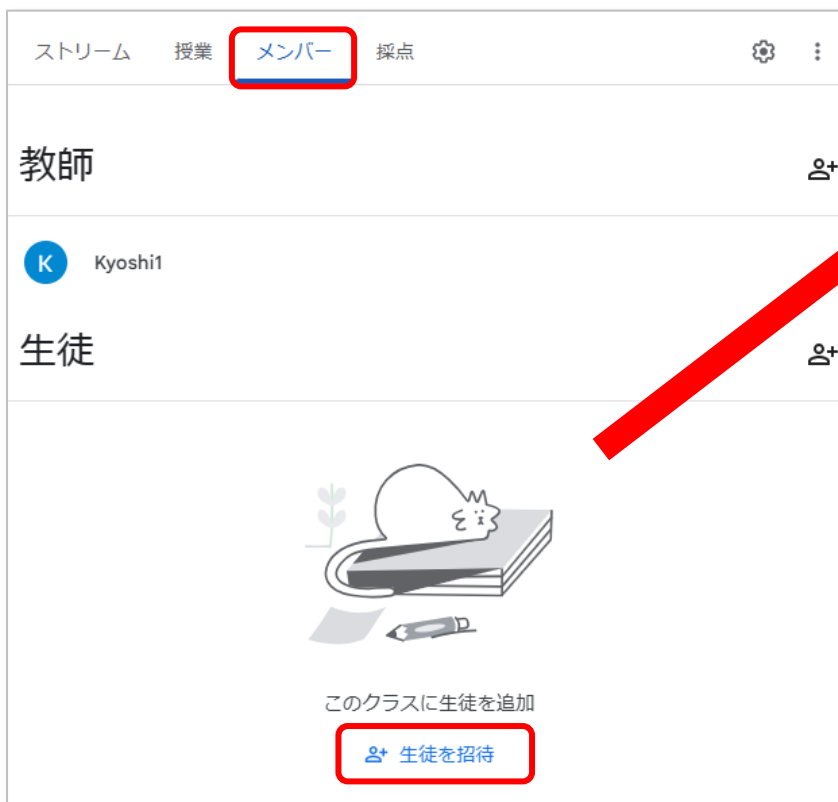 ストリーム 授業 メンバー 採点
教師
K Kyoshi1
生徒
このクラスに生徒を追加
生徒を招待